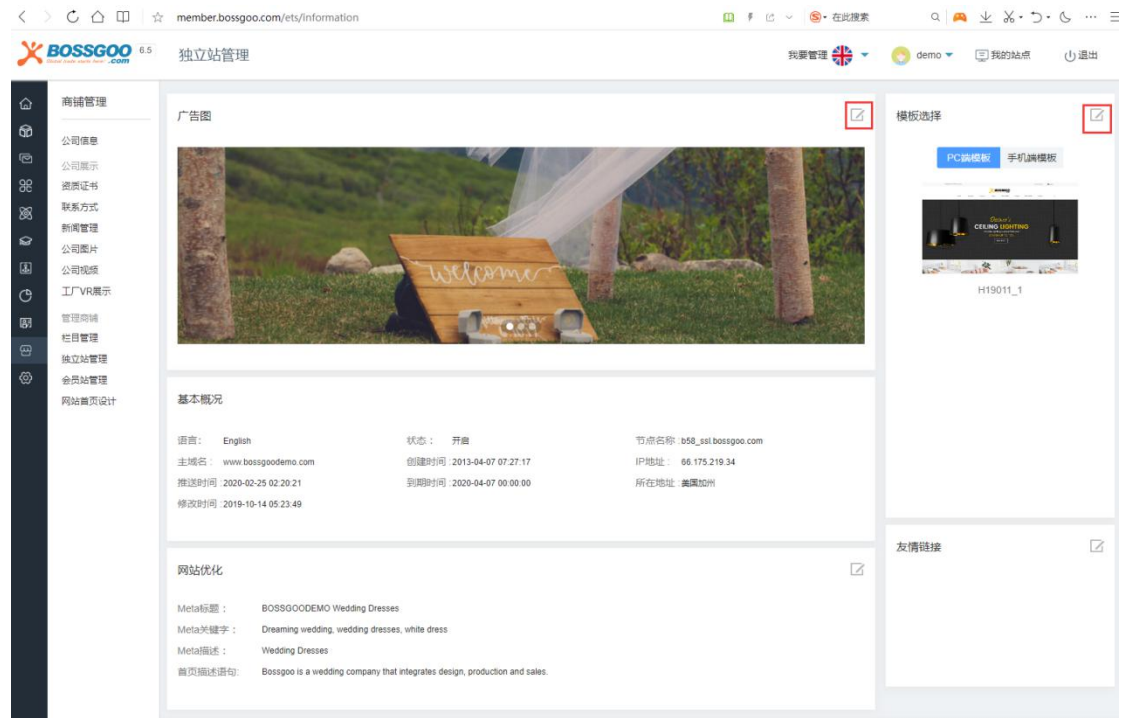 member.bossgoo.com/ets/information
在此搜索
BOSSGOO
.com
6.5
独立站管理
我要管理
demo
我的站点
退出
商铺管理
公司信息
公司展示
资质证书
联系方式
新闻管理
公司图片
公司视频
工厂VR展示
管理商铺
栏目管理
独立站管理
会员站管理
网站首页设计
广告图
welcome
基本概况
语言： English
状态： 开启
节点名称 :b58_ssl.bossgoo.com
主域名： www.bossgoodemo.com
创建时间 :2013-04-07 07:27:17
IP地址： 66.175.219.34
推送时间 :2020-02-25 02:20:21
到期时间 :2020-04-07 00:00:00
所在地址 :美国加州
修改时间 :2019-10-14 05:23:49
网站优化
Meta标题： BOSSGOODEMO Wedding Dresses
Meta关键字： Dreaming wedding, wedding dresses, white dress
Meta描述： Wedding Dresses
首页描述语句: Bossgoo is a wedding company that integrates design, production and sales.
模板选择
PC端模板 手机端模板
CEILING LIGHTING
H19011_1
友情链接